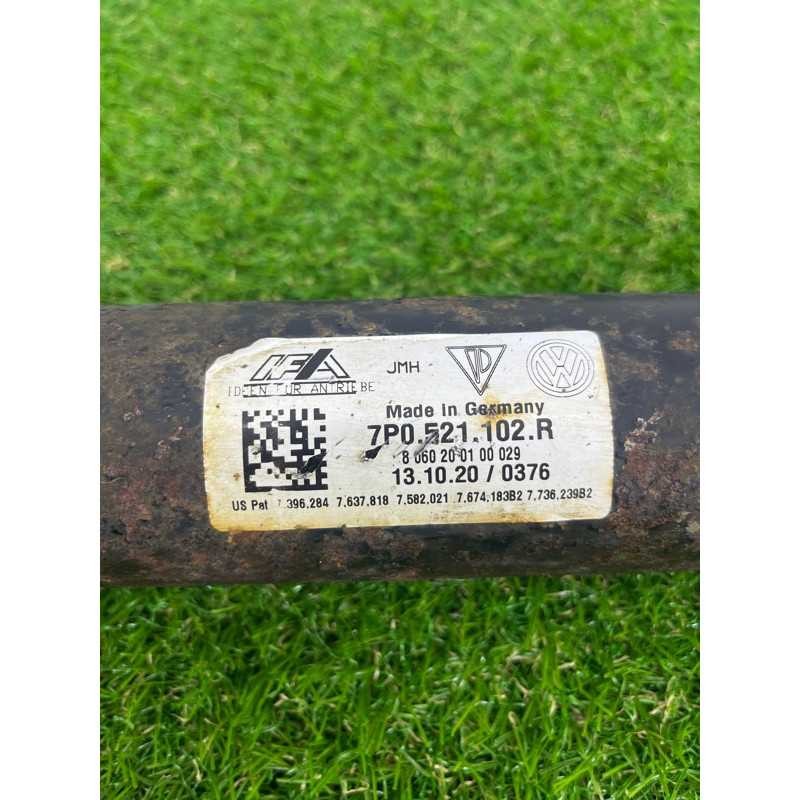 IFA
IDEEN FÜR ANTRIEBE
JMH
VW
Made in Germany
7P0.521.102.R
8 060 20 01 00 029
13.10.20 / 0376
US Pat 7.396.284 7.637.818 7.582.021 7.674.183B2 7.736.239B2